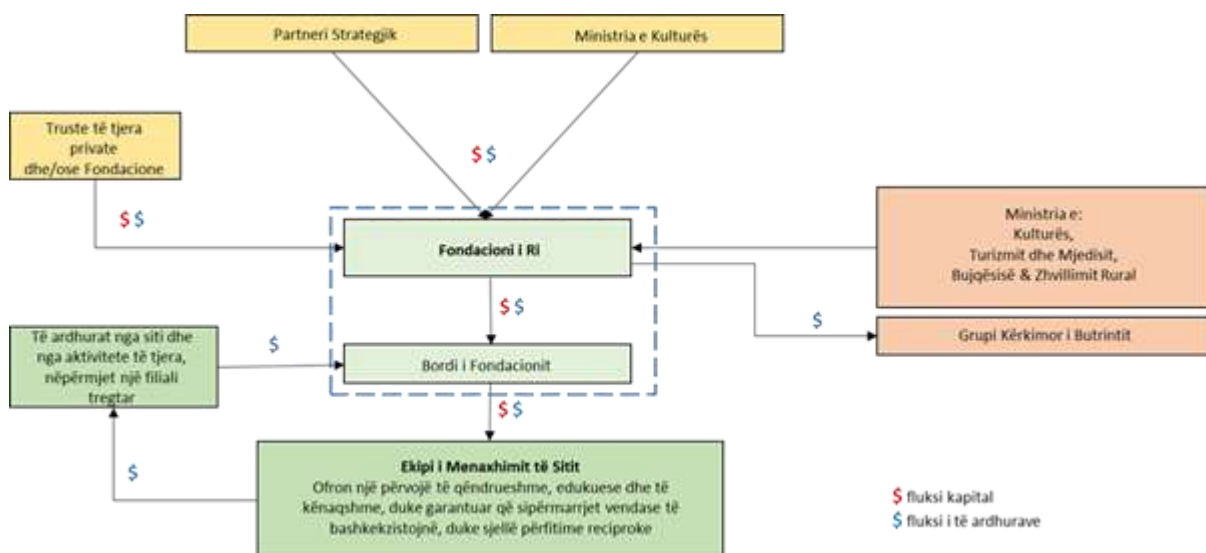 Partneri Strategjik
Ministria e Kulturës
Truste të tjera
private
dhe/ose Fondacione
$ $
$ $
Fondacioni i Ri
Ministria e:
Kulturës,
Turizmit dhe Mjedisit,
Bujqësisë & Zhvillimit Rural
$ $
$
Grupi Kërkimor i Butrintit
Të ardhurat nga siti dhe
nga aktivitete të tjera,
nëpërmjet një filiali
tregtar
$
Bordi i Fondacionit
$ $
$
Ekipi i Menaxhimit të Sitit
Ofron një përvojë të qëndrueshme, edukuese dhe të
kënaqshme, duke garantuar që sipërmarrjet vendase të
bashkekzistojnë, duke sjellë përfitime reciproke
$ fluksi kapital
$ fluksi i të ardhurave